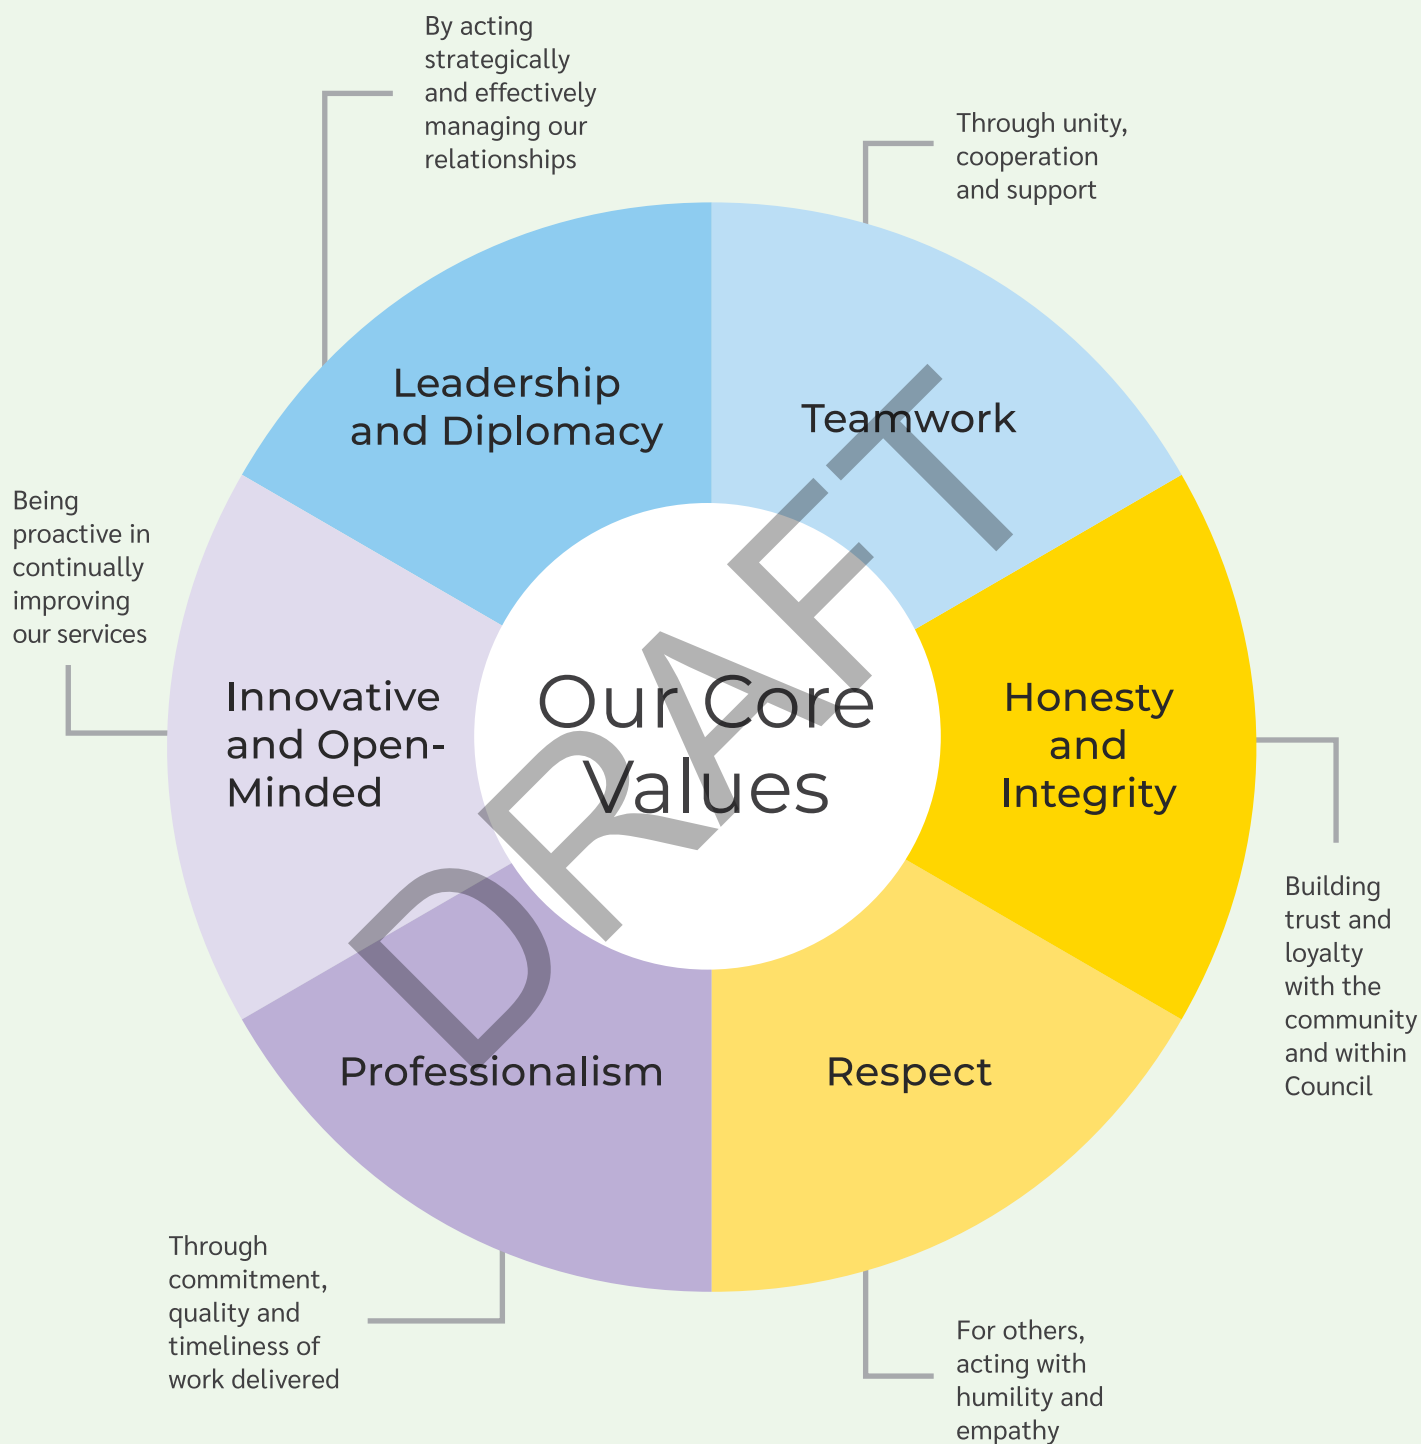 By acting
strategically
and effectively
managing our
relationships
Through unity,
cooperation
and support
Leadership
and Diplomacy
Teamwork
Being
proactive in
continually
improving
our services
Innovative
and Open-
Minded
Our Core
Values
Honesty
and
Integrity
Building
trust and
loyalty
with the
community
and within
Council
Professionalism
Respect
Through
commitment,
quality and
timeliness of
work delivered
For others,
acting with
humility and
empathy
DRAFT